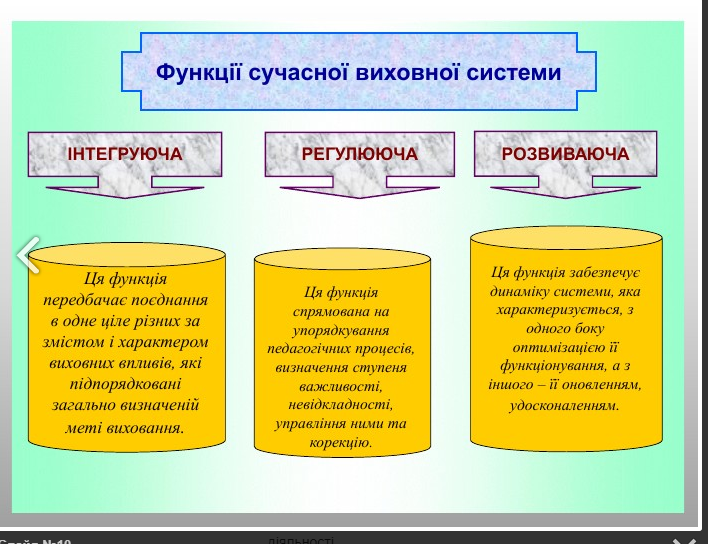 Функції сучасної виховної системи
ІНТЕГРУЮЧА
РЕГУЛЮЮЧА
РОЗВИВАЮЧА
Ця функція
передбачає поєднання
в одне ціле різних за
змістом і характером
виховних впливів, які
підпорядковані
загально визначеній
меті виховання.
Ця функція
спрямована на
упорядкування
педагогічних процесів,
визначення ступеня
важливості,
невідкладності,
управління ними та
корекцію.
Ця функція забезпечує
динаміку системи, яка
характеризується, з
одного боку
оптимізацією її
функціонування, а з
іншого – її оновленням,
удосконаленням.
Слайд №10
діяльності